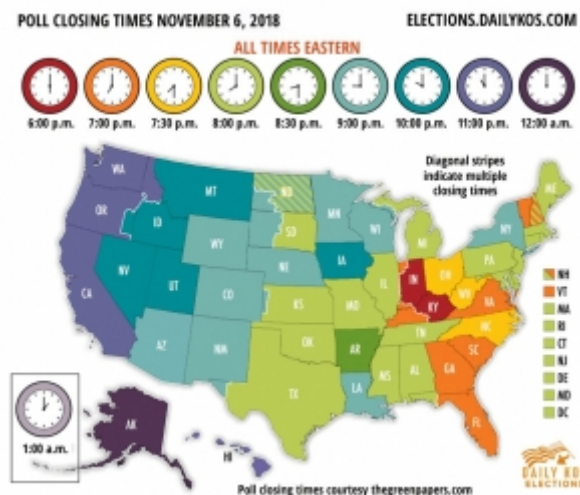 POLL CLOSING TIMES NOVEMBER 6, 2018
ELECTIONS.DAILYKOS.COM
ALL TIMES EASTERN
6:00 p.m. 7:00 p.m. 7:30 p.m. 8:00 p.m. 8:30 p.m. 9:00 p.m. 10:00 p.m. 11:00 p.m. 12:00 a.m.
Diagonal stripes
indicate multiple
closing times
WA
MT
ND
MN
ME
OR
ID
SD
WI
MI
NY
WY
IA
PA
NV
UT
NE
IL
IN
OH
NH
CA
CO
KS
MO
KY
WV
VA
VT
MA
AZ
NM
OK
AR
TN
NC
RI
TX
MS
AL
GA
SC
CT
LA
FL
NJ
DE
MD
DC
1:00 a.m.
AK
HI
DAILY KOS
ELECTIONS
Poll closing times courtesy thegreenpapers.com